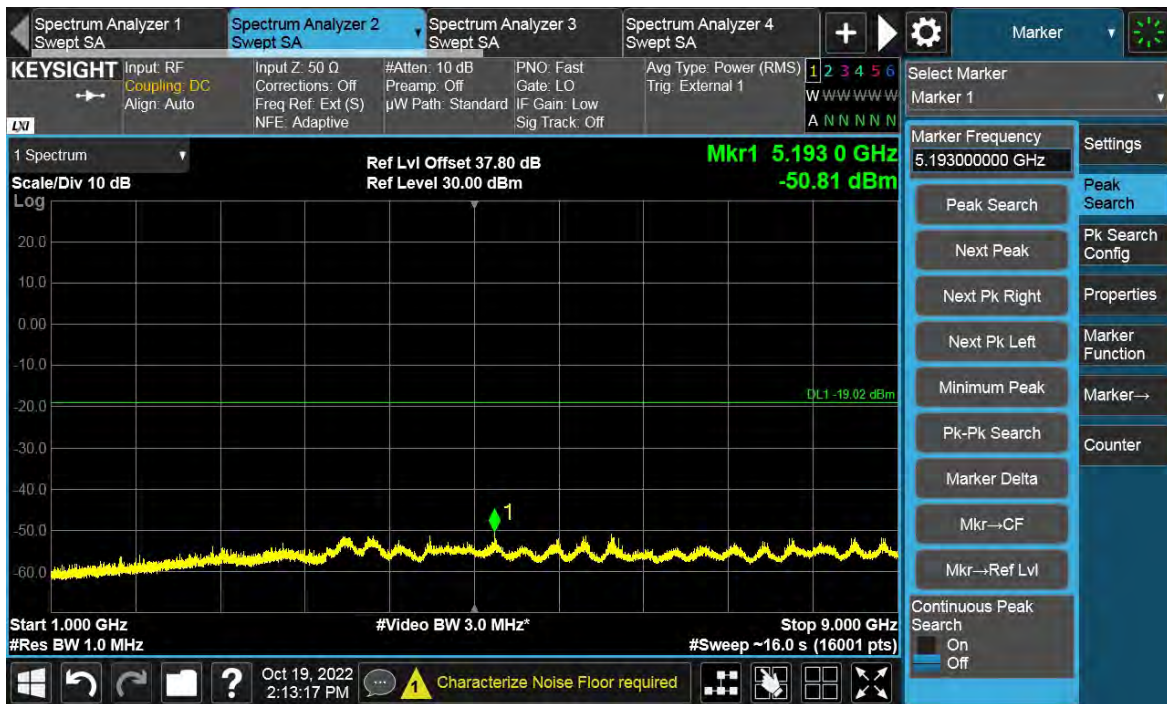 Spectrum Analyzer 1
Swept SA
Spectrum Analyzer 2
Swept SA
Spectrum Analyzer 3
Swept SA
Spectrum Analyzer 4
Swept SA
+
Marker
KEYSIGHT
LXI
Input: RF
Coupling: DC
Align: Auto
Input Z: 50 Ω
Corrections: Off
Freq Ref: Ext (S)
NFE: Adaptive
#Atten: 10 dB
Preamp: Off
µW Path: Standard
PNO: Fast
Gate: LO
IF Gain: Low
Sig Track: Off
Avg Type: Power (RMS)
Trig: External 1
1 2 3 4 5 6
W W W W W W
A N N N N N
1 Spectrum
Scale/Div 10 dB
Log
Ref Lvl Offset 37.80 dB
Ref Level 30.00 dBm
Mkr1 5.193 0 GHz
-50.81 dBm
20.0
10.0
0.00
-10.0
-20.0
-30.0
-40.0
-50.0
-60.0
DL1 -19.02 dBm
1
Start 1.000 GHz
#Res BW 1.0 MHz
#Video BW 3.0 MHz*
Stop 9.000 GHz
#Sweep ~16.0 s (16001 pts)
Select Marker
Marker 1
Marker Frequency
5.193000000 GHz
Peak Search
Next Peak
Next Pk Right
Next Pk Left
Minimum Peak
Pk-Pk Search
Marker Delta
Mkr→CF
Mkr→Ref Lvl
Continuous Peak
Search
On
Off
Settings
Peak
Search
Pk Search
Config
Properties
Marker
Function
Marker→
Counter
?
Oct 19, 2022
2:13:17 PM
1
Characterize Noise Floor required